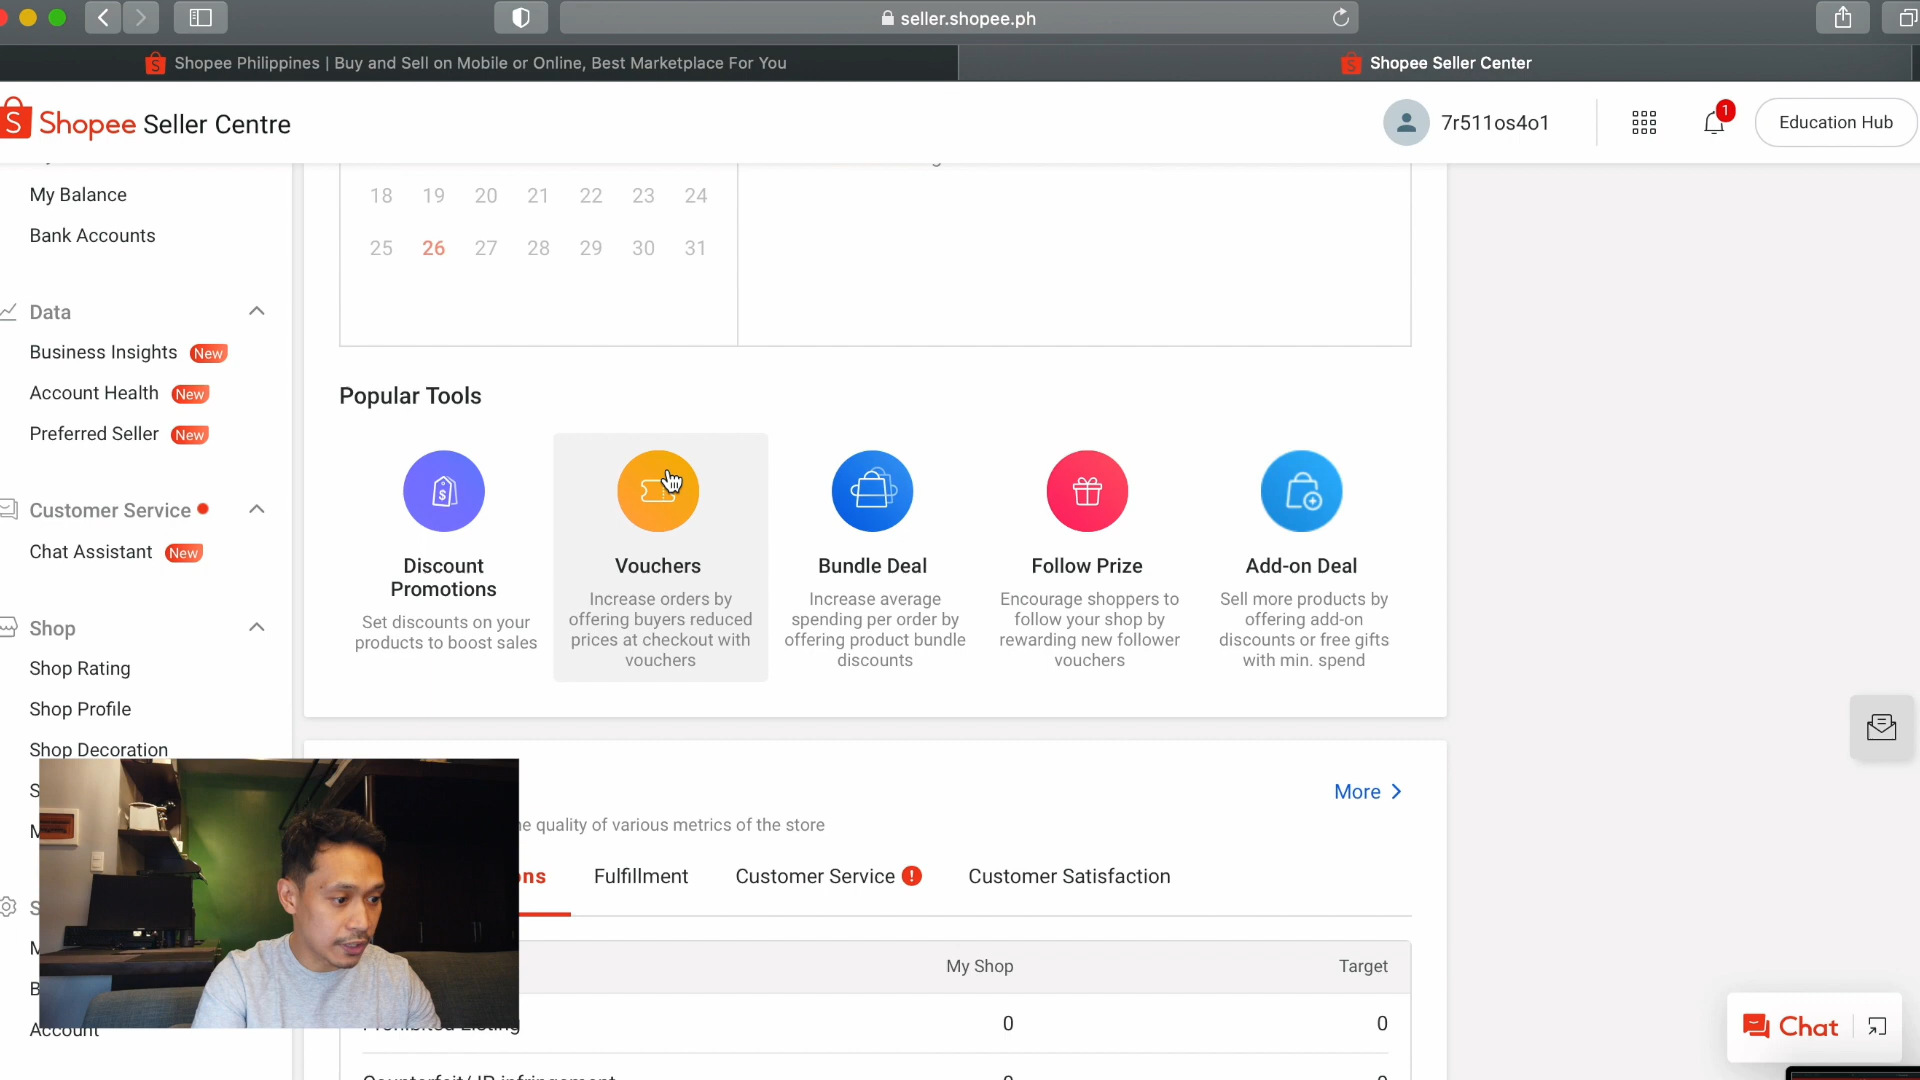 seller.shopee.ph
Shopee Philippines | Buy and Sell on Mobile or Online, Best Marketplace For You
Shopee Seller Center
Shopee Seller Centre
7r511os4o1
1
Education Hub
My Balance
Bank Accounts
18 19 20 21 22 23 24
25 26 27 28 29 30 31
Data
Business Insights New
Account Health New
Preferred Seller New
Popular Tools
Customer Service
Chat Assistant New
Discount
Promotions
Set discounts on your
products to boost sales
Vouchers
Increase orders by
offering buyers reduced
prices at checkout with
vouchers
Bundle Deal
Increase average
spending per order by
offering product bundle
discounts
Follow Prize
Encourage shoppers to
follow your shop by
rewarding new follower
vouchers
Add-on Deal
Sell more products by
offering add-on
discounts or free gifts
with min. spend
Shop
Shop Rating
Shop Profile
Shop Decoration
More
quality of various metrics of the store
Fulfillment
Customer Service
Customer Satisfaction
My Shop
Target
0
0
Account
Chat